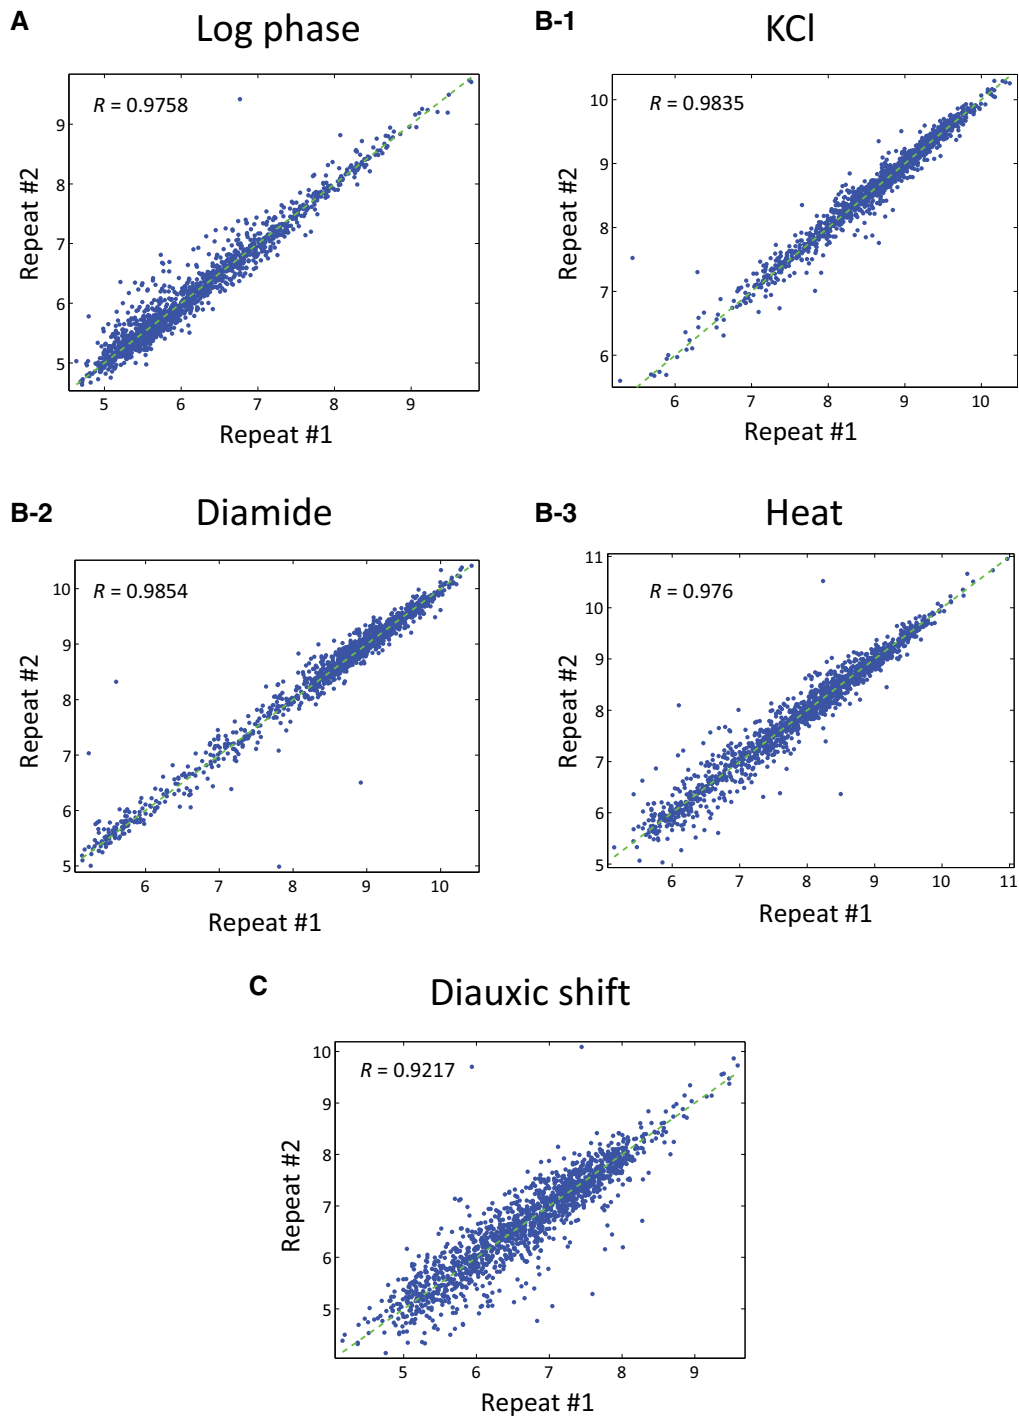 A
Log phase
R = 0.9758
9
8
7
6
5
5 6 7 8 9
Repeat #2
Repeat #1
B-1
KCl
R = 0.9835
10
9
8
7
6
6 7 8 9 10
Repeat #2
Repeat #1
B-2
Diamide
R = 0.9854
10
9
8
7
6
5
6 7 8 9 10
Repeat #2
Repeat #1
B-3
Heat
R = 0.976
11
10
9
8
7
6
5
6 7 8 9 10 11
Repeat #2
Repeat #1
C
Diauxic shift
R = 0.9217
10
9
8
7
6
5
5 6 7 8 9
Repeat #2
Repeat #1